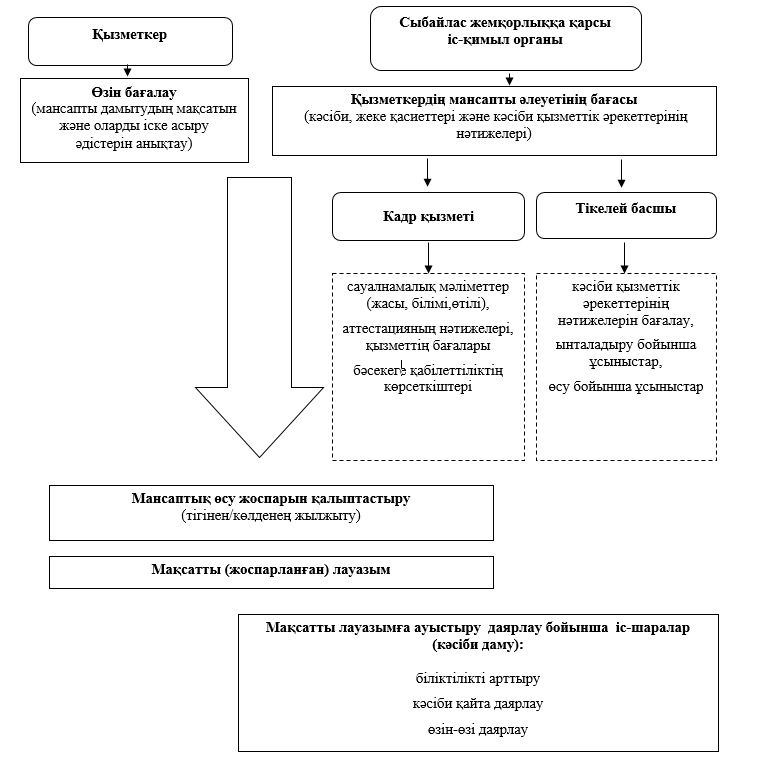 Қызметкер
Сыбайлас жемқорлыққа қарсы
іс-қимыл органы
Өзін бағалау
(мансапты дамытудың мақсатын
және оларды іске асыру
әдістерін анықтау)
Қызметкердің мансапты әлеуетінің бағасы
(кәсіби, жеке қасиеттері және кәсіби қызметтік әрекеттерінің
нәтижелері)
Кадр қызметі
Тікелей басшы
сауалнамалық мәліметтер
(жасы, білімі,өтілі),
аттестацияның нәтижелері,
қызметтің бағалары
бәсекеге қабілеттіліктің
көрсеткіштері
кәсіби қызметтік
әрекеттерінің
нәтижелерін бағалау,
ынталадыру бойынша
ұсыныстар,
өсу бойынша ұсыныстар
Мансаптық өсу жоспарын қалыптастыру
(тігінен/көлденең жылжыту)
Мақсатты (жоспарланған) лауазым
Мақсатты лауазымға ауыстыру даярлау бойынша іс-шаралар
(кәсіби даму):
біліктілікті арттыру
кәсіби қайта даярлау
өзін-өзі даярлау